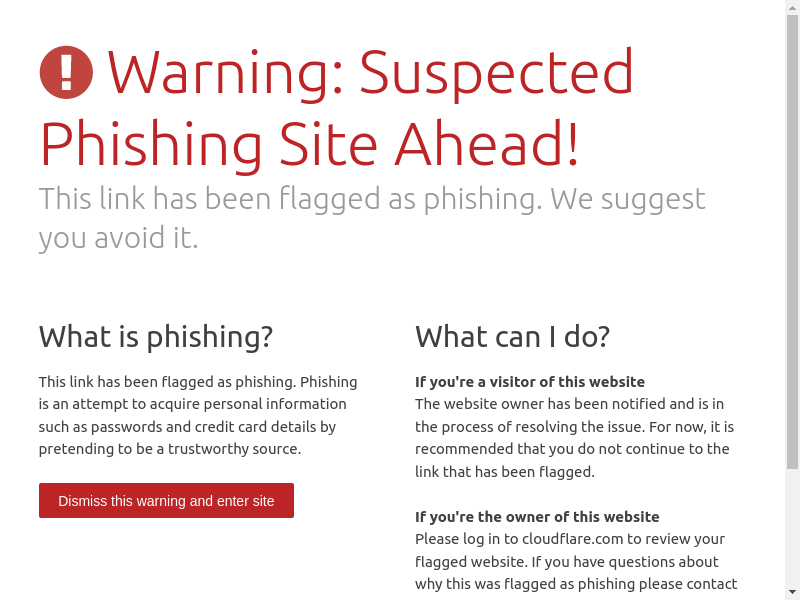 Warning: Suspected
Phishing Site Ahead!
This link has been flagged as phishing. We suggest
you avoid it.
What is phishing?
This link has been flagged as phishing. Phishing
is an attempt to acquire personal information
such as passwords and credit card details by
pretending to be a trustworthy source.
Dismiss this warning and enter site
What can I do?
If you're a visitor of this website
The website owner has been notified and is in
the process of resolving the issue. For now, it is
recommended that you do not continue to the
link that has been flagged.
If you're the owner of this website
Please log in to cloudflare.com to review your
flagged website. If you have questions about
why this was flagged as phishing please contact